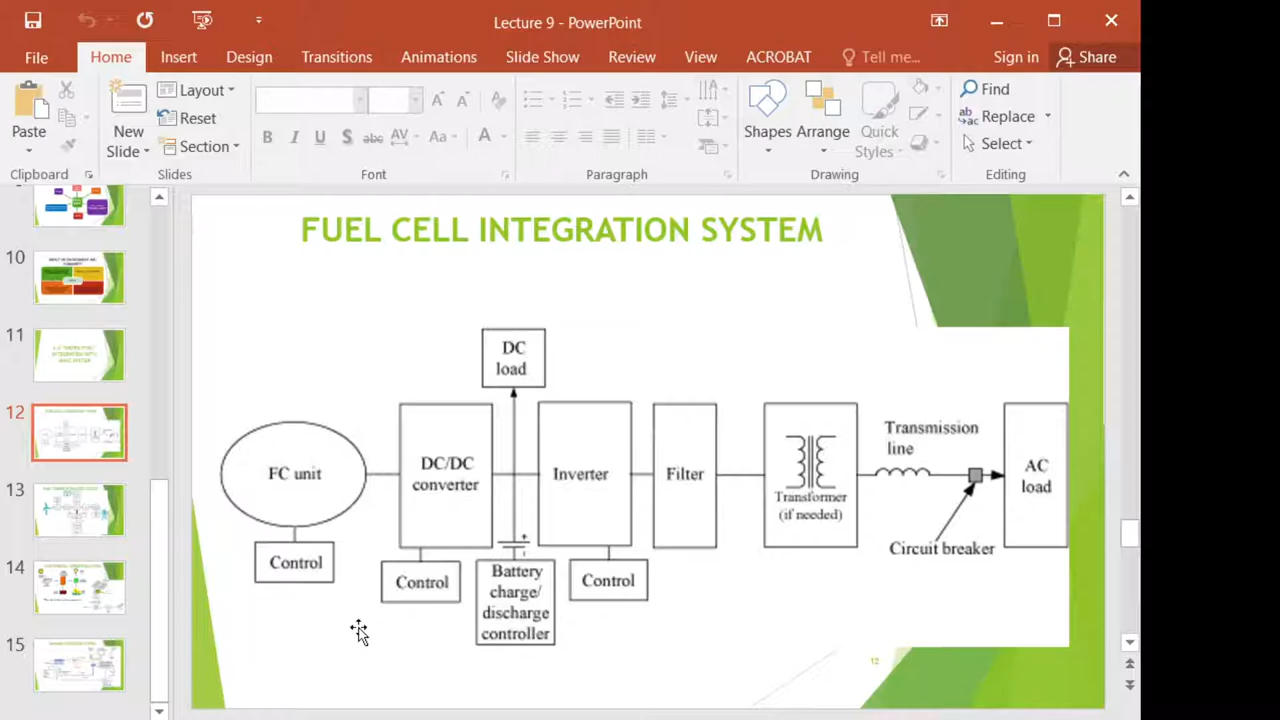 Lecture 9 - PowerPoint
File Home Insert Design Transitions Animations Slide Show Review View ACROBAT Tell me... Sign in Share
Paste
Clipboard
New
Slide
Layout
Reset
Section
Slides
B I U S abc AV Aa A
Font
Paragraph
Shapes
Arrange
Quick
Styles
Drawing
Find
Replace
Select
Editing
10
11
12
13
14
15
FUEL CELL INTEGRATION SYSTEM
DC
load
FC unit
Control
DC/DC
converter
Control
Battery
charge/
discharge
controller
Inverter
Control
Filter
Transformer
(if needed)
Transmission
line
Circuit breaker
AC
load
12